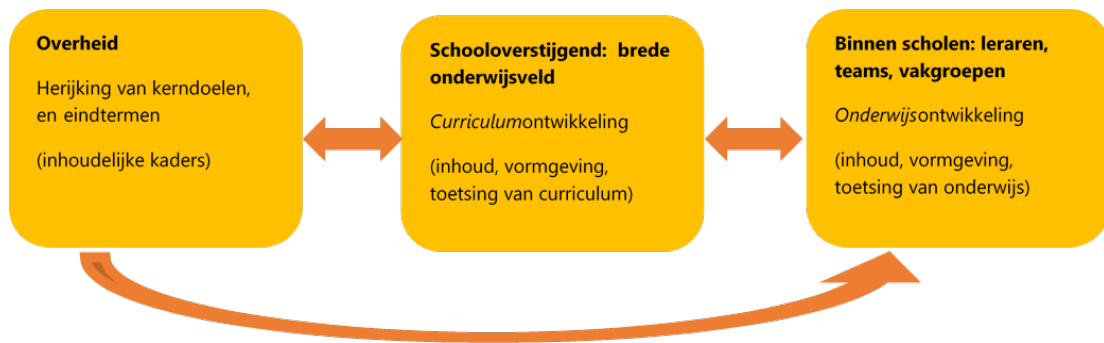 Overheid
Herijking van kerndoelen,
en eindtermen
(inhoudelijke kaders)
Schooloverstijgend: brede
onderwijsveld
Curriculumontwikkeling
(inhoud, vormgeving,
toetsing van curriculum)
Binnen scholen: leraren,
teams, vakgroepen
Onderwijsontwikkeling
(inhoud, vormgeving,
toetsing van onderwijs)